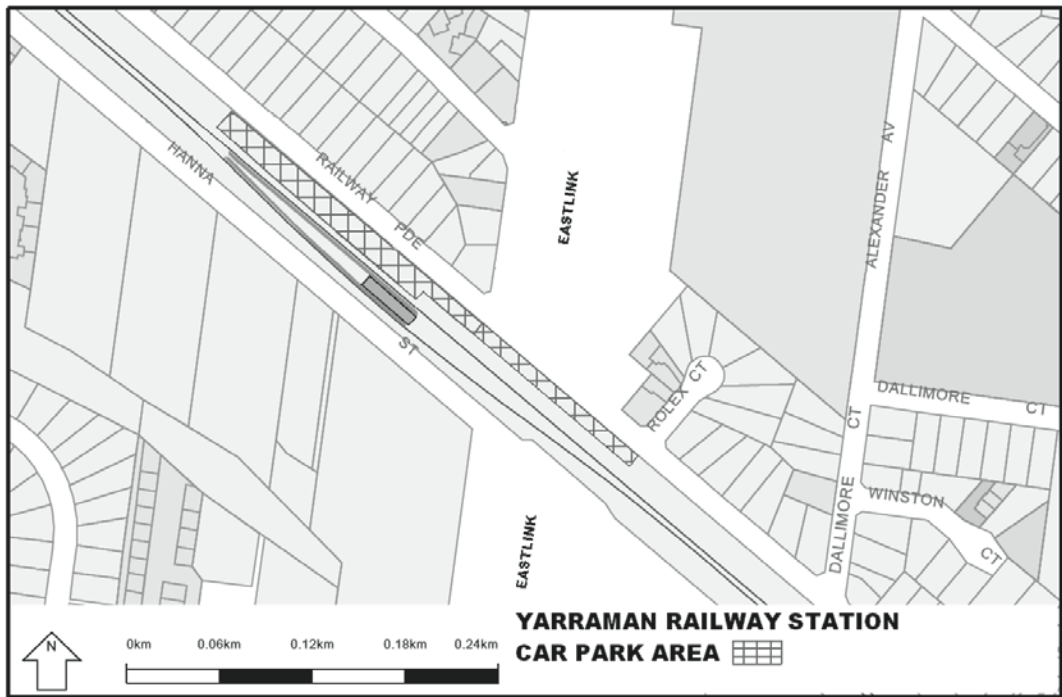 HANNA
ST
RAILWAY
PDE
EASTLINK
ALEXANDER AV
ROLEX CT
DALLIMORE CT
DALLIMORE CT
WINSTON
CT
EASTLINK
N
0km 0.06km 0.12km 0.18km 0.24km
YARRAMAN RAILWAY STATION
CAR PARK AREA